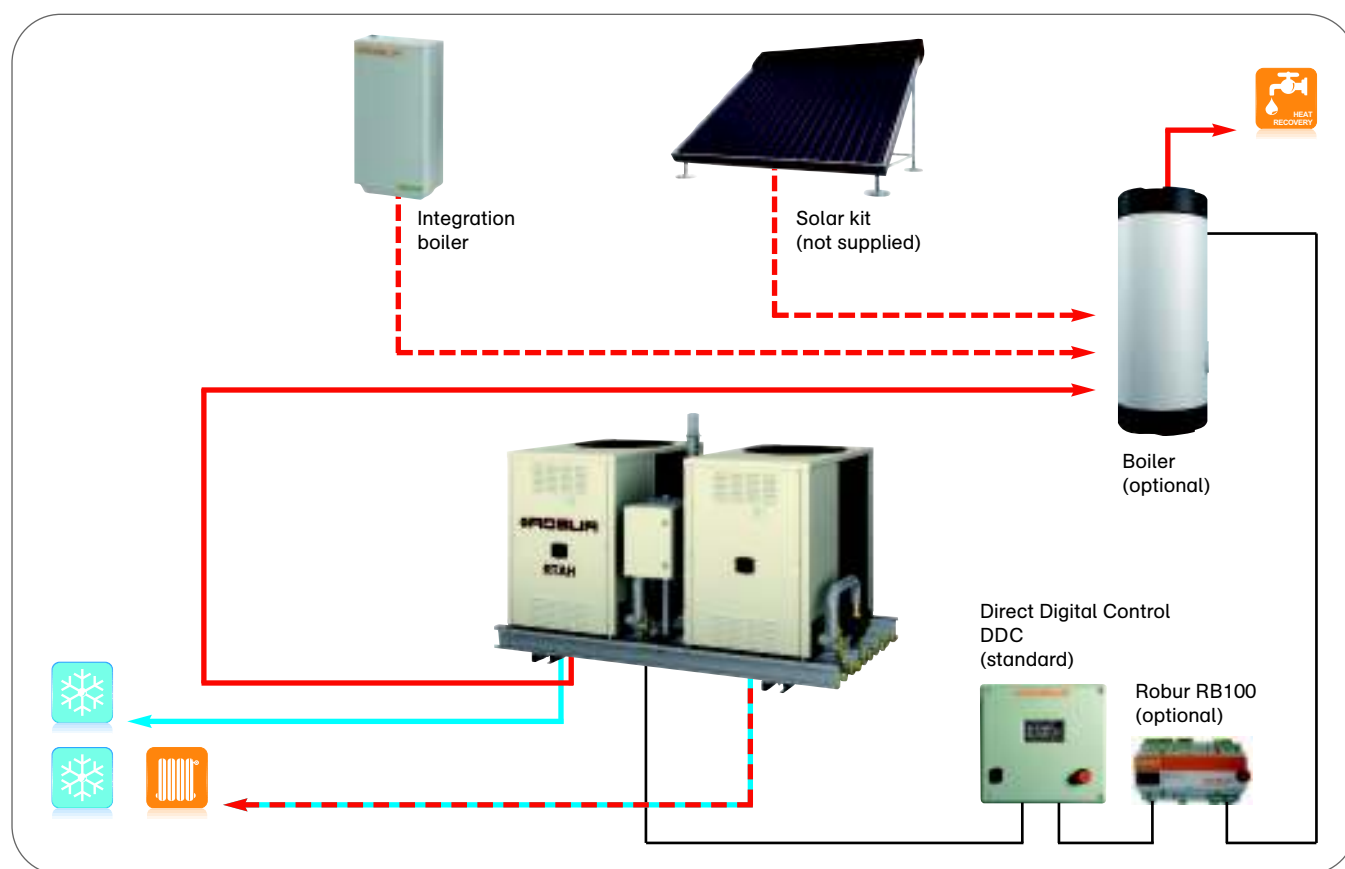 HEAT
RECOVERY
Integration
boiler
Solar kit
(not supplied)
Boiler
(optional)
ROBUR
RTAH
Direct Digital Control
DDC
(standard)
Robur RB100
(optional)